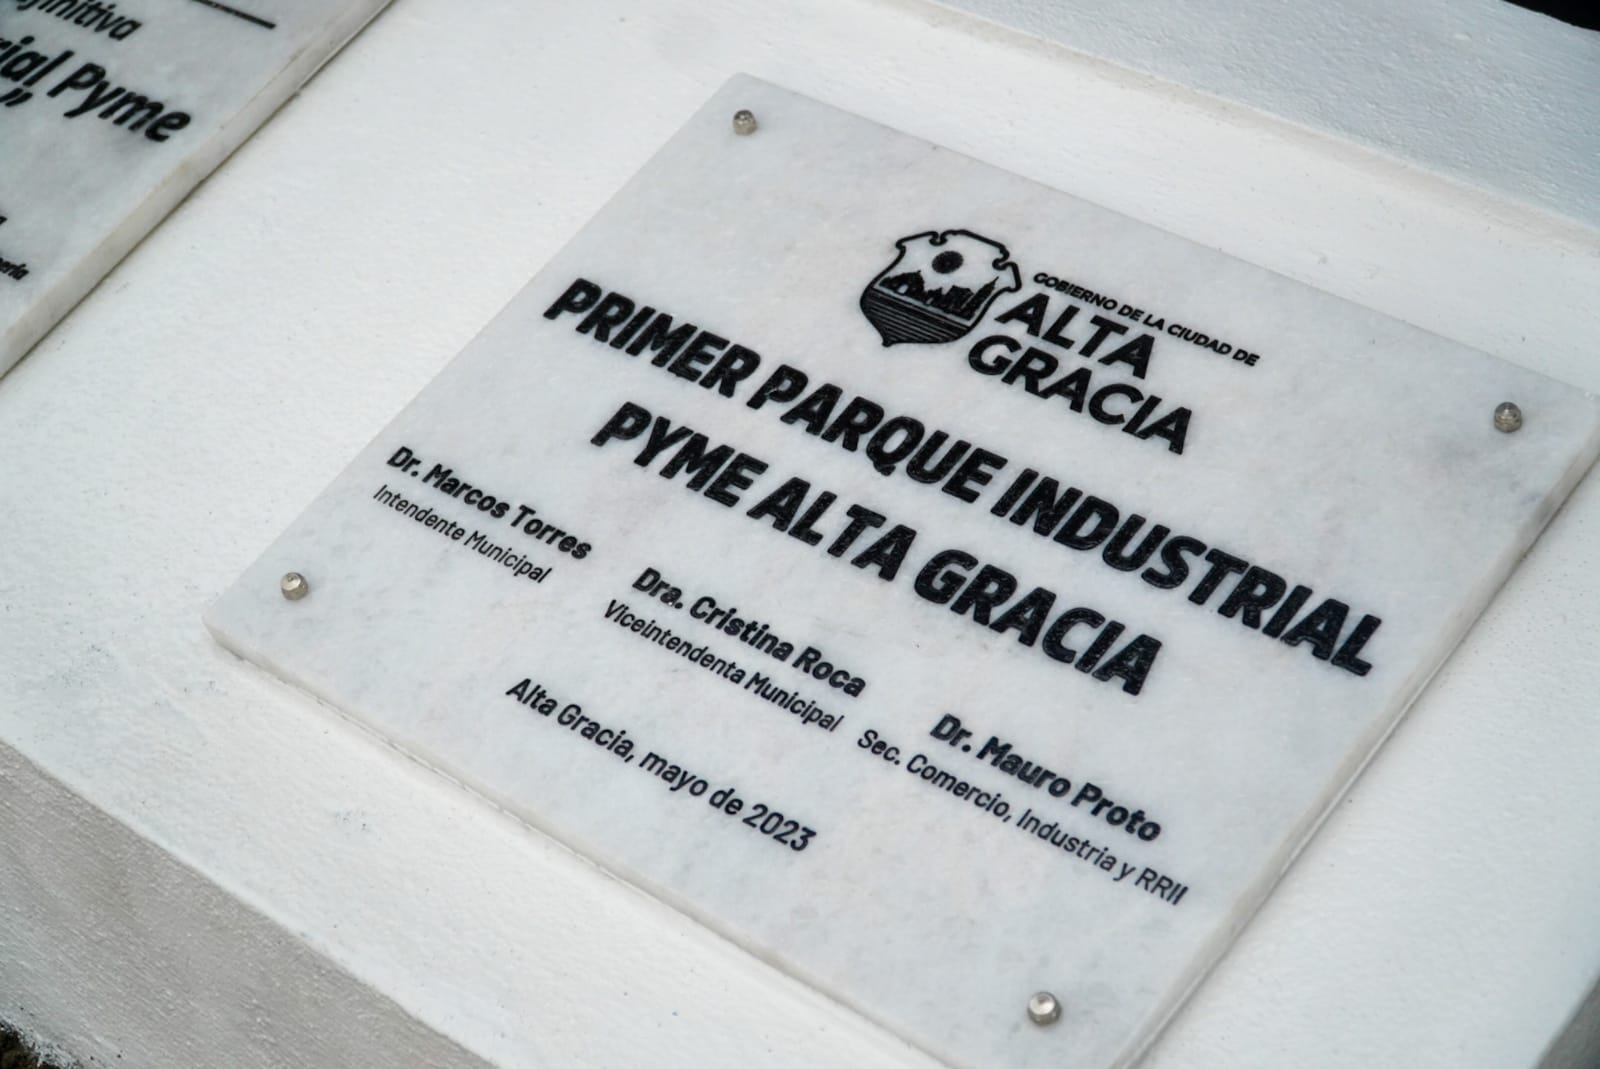 Pyme
”
GOBIERNO DE LA CIUDAD DE
ALTA
GRACIA
PRIMER PARQUE INDUSTRIAL
PYME ALTA GRACIA
Dr. Marcos Torres
Intendente Municipal
Dra. Cristina Roca
Viceintendenta Municipal
Dr. Mauro Proto
Sec. Comercio, Industria y RRII
Alta Gracia, mayo de 2023